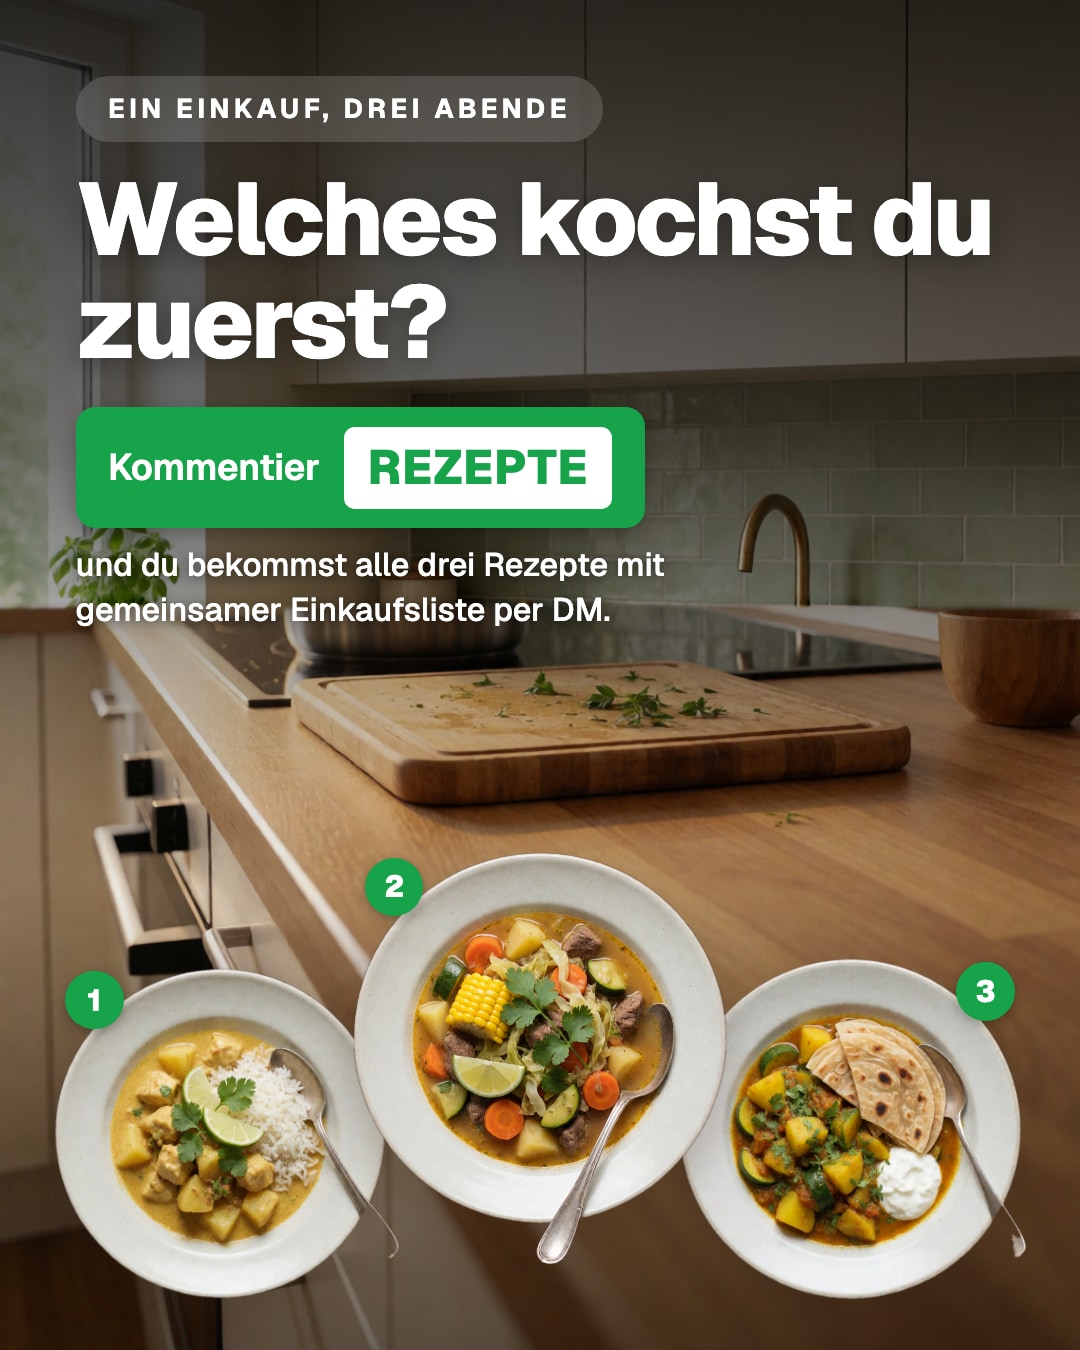 EIN EINKAUF, DREI ABENDE
Welches kochst du
zuerst?
Kommentier REZEPTE
und du bekommst alle drei Rezepte mit
gemeinsamer Einkaufsliste per DM.
2
1
3